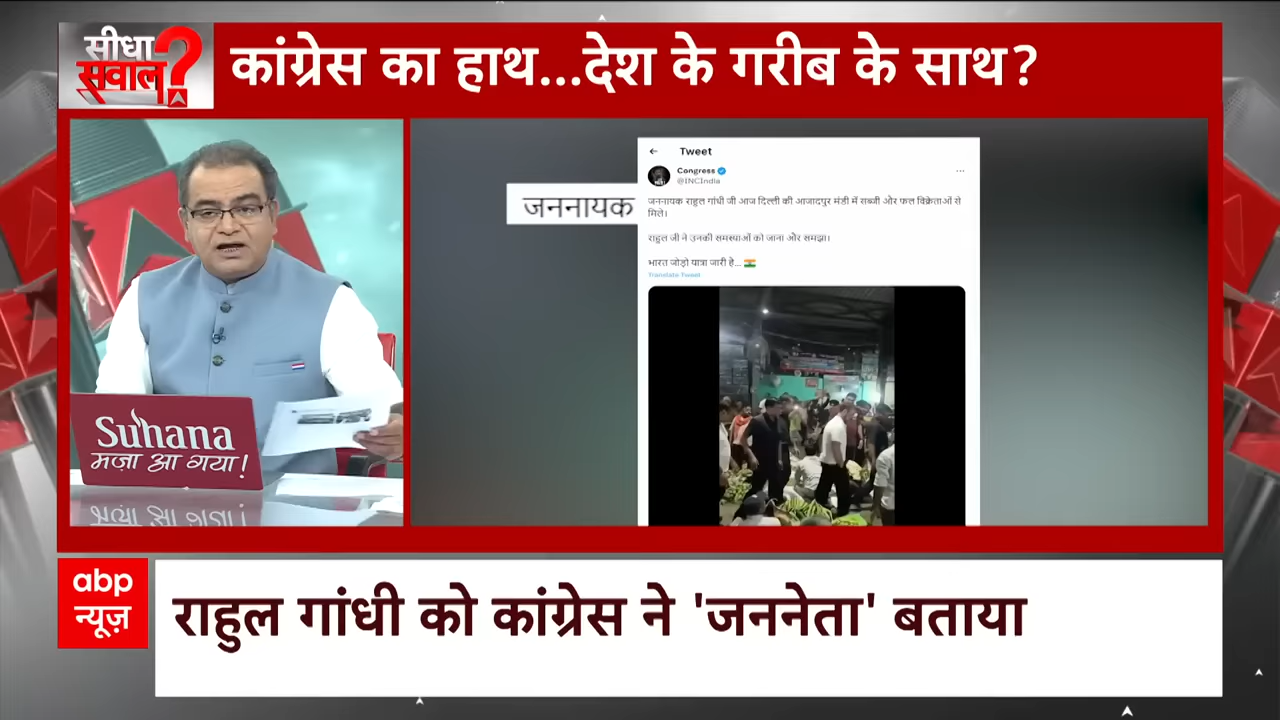 सीधा
सवाल?
कांग्रेस का हाथ...देश के गरीब के साथ?
जननायक
Tweet
Congress
@INCIndia
जननायक राहुल गांधी जी आज दिल्ली की आजादपुर मंडी में सब्जी और फल विक्रेताओं से
मिले।
राहुल जी ने उनकी समस्याओं को जाना और समझा।
भारत जोड़ो यात्रा जारी है...
Translate Tweet
Suhana
मज़ा आ गया!
abp
न्यूज़
राहुल गांधी को कांग्रेस ने 'जननेता' बताया